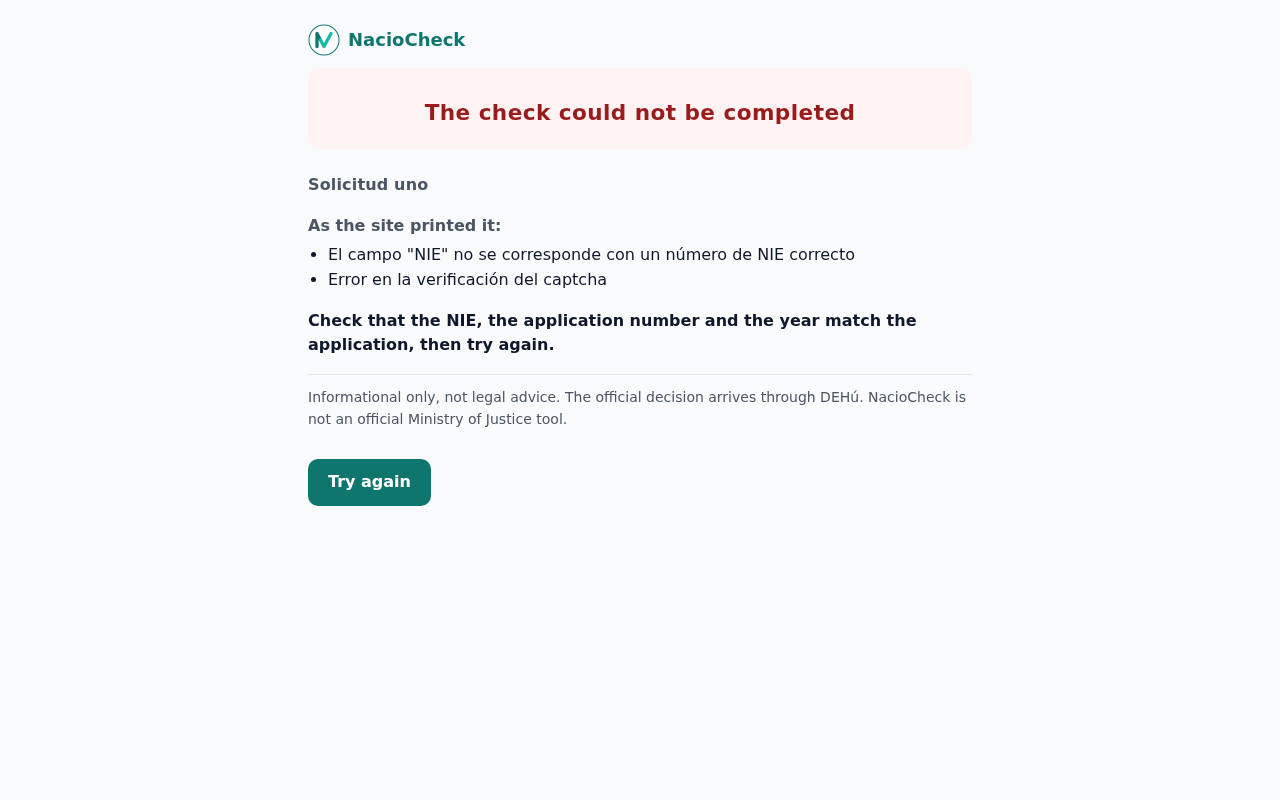 NacioCheck
The check could not be completed
Solicitud uno
As the site printed it:
• El campo "NIE" no se corresponde con un número de NIE correcto
• Error en la verificación del captcha
Check that the NIE, the application number and the year match the
application, then try again.
Informational only, not legal advice. The official decision arrives through DEHú. NacioCheck is
not an official Ministry of Justice tool.
Try again